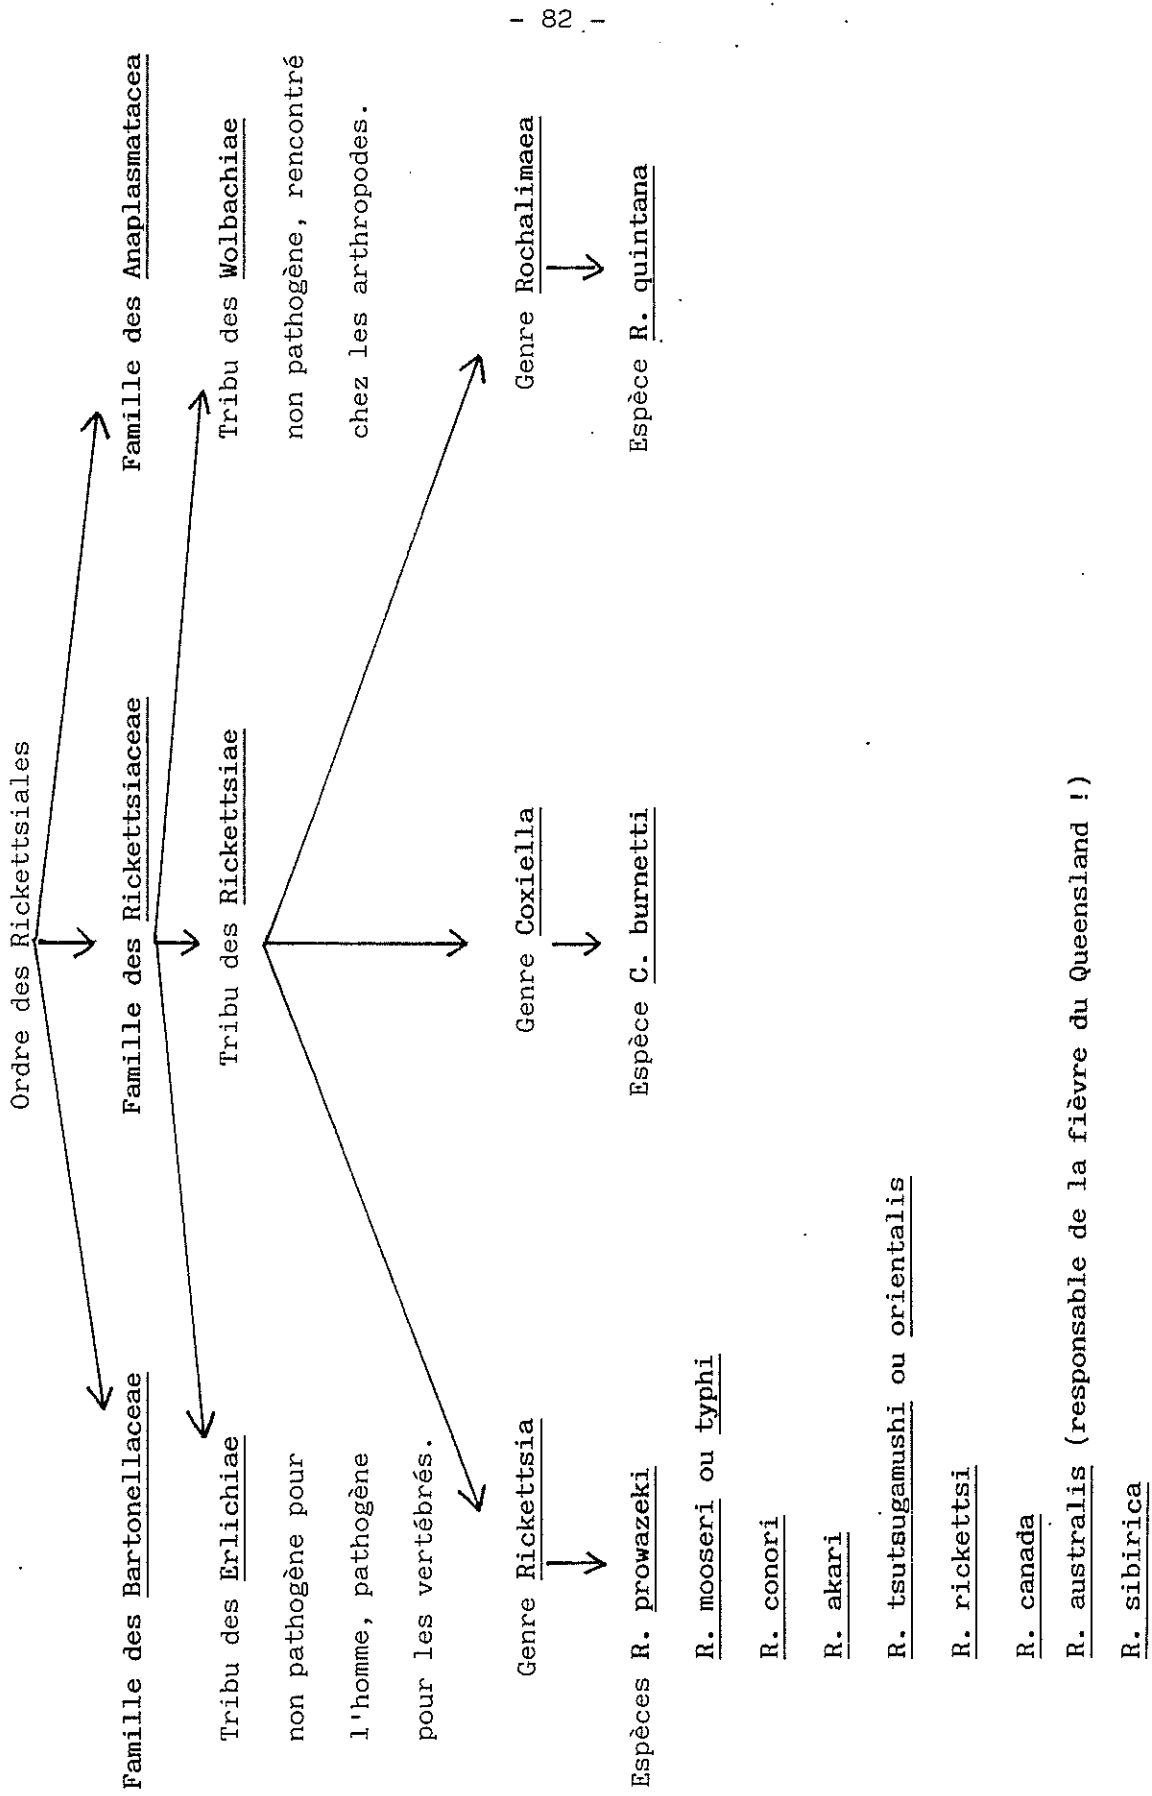 - 82 -
Ordre des Rickettsiales
Famille des Bartonellaceae
Famille des Rickettsiaceae
Famille des Anaplasmatacea
Tribu des Erlichiae
non pathogène pour
l'homme, pathogène
pour les vertébrés.
Tribu des Rickettsiae
Tribu des Wolbachiae
non pathogène, rencontré
chez les arthropodes.
Genre Rickettsia
Genre Coxiella
Genre Rochalimaea
Espèces R. prowazeki
R. mooseri ou typhi
R. conori
R. akari
R. tsutsugamushi ou orientalis
R. rickettsi
R. canada
R. australis (responsable de la fièvre du Queensland !)
R. sibirica
Espèce C. burnetti
Espèce R. quintana